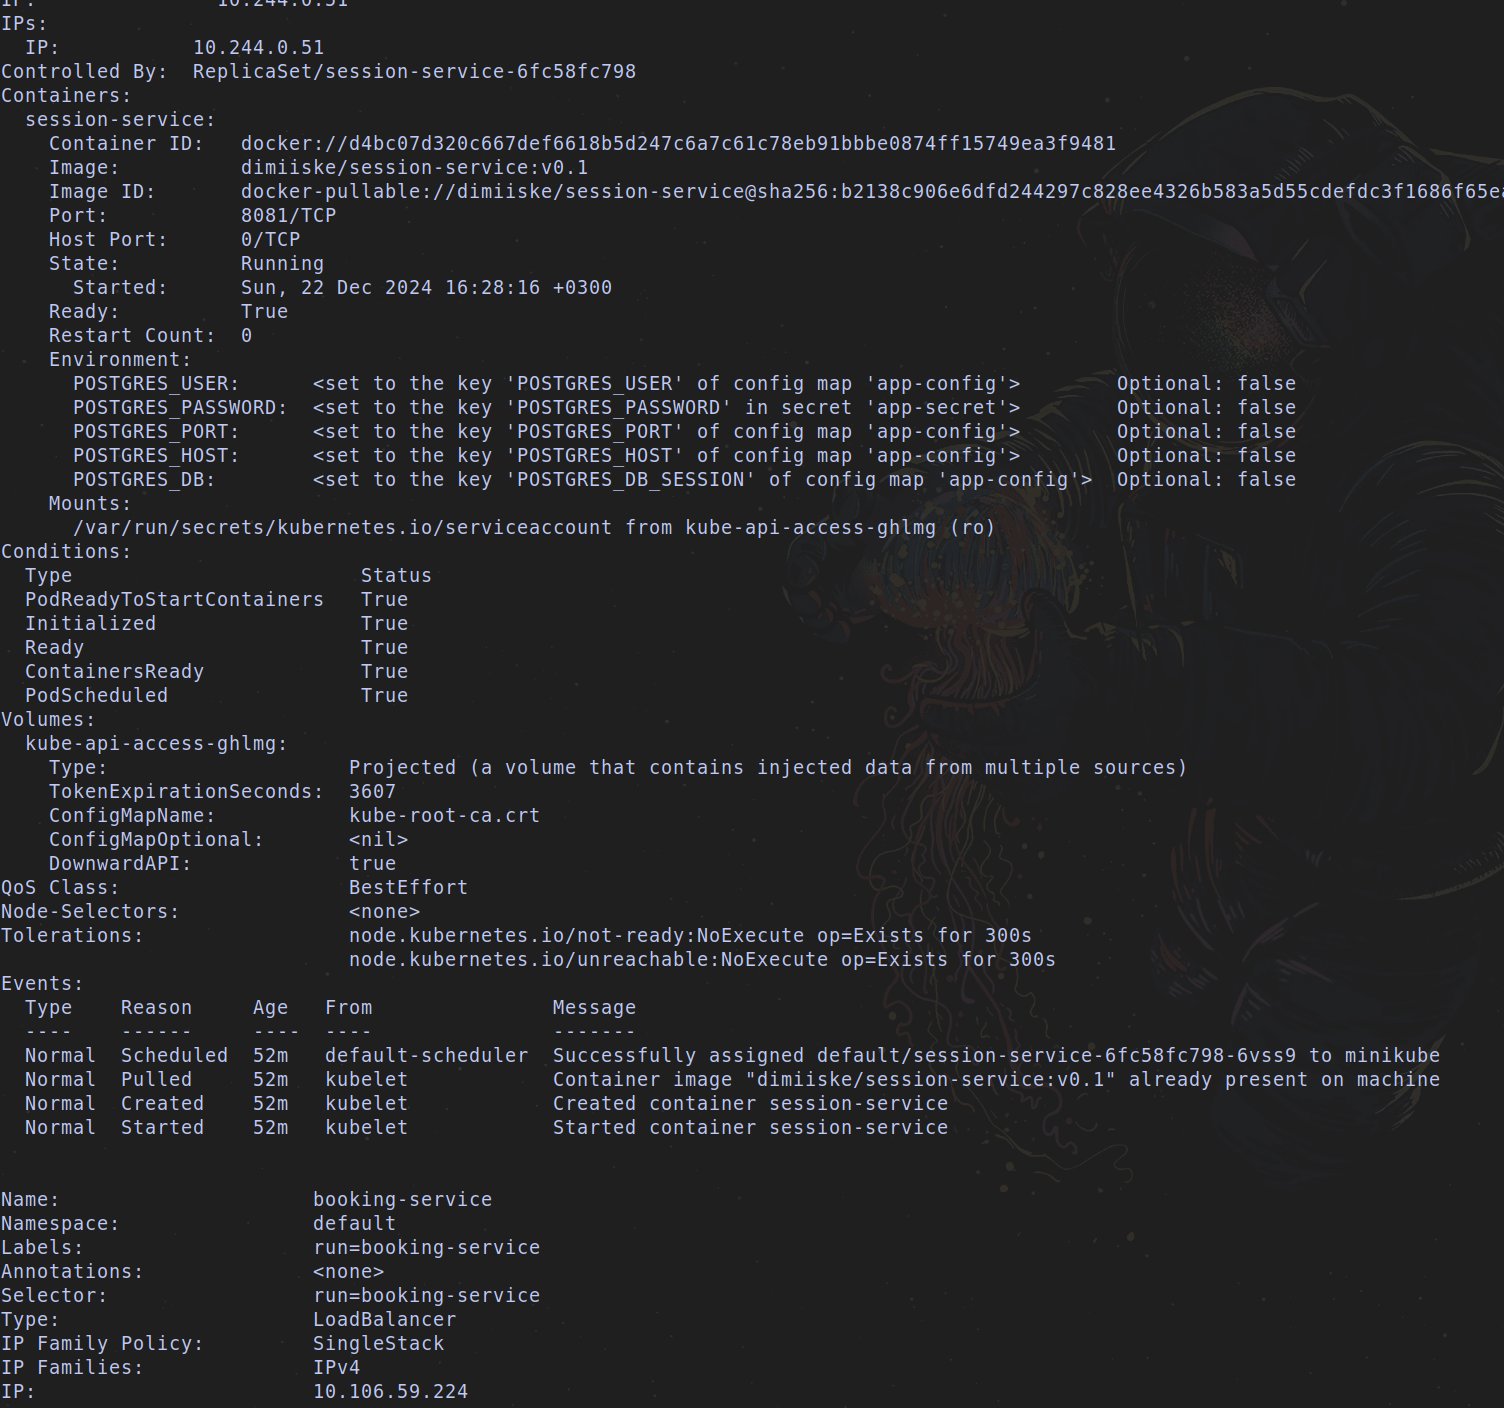 IP:               10.244.0.51
IPs:
  IP:           10.244.0.51
Controlled By:  ReplicaSet/session-service-6fc58fc798
Containers:
  session-service:
    Container ID:   docker://d4bc07d320c667def6618b5d247c6a7c61c78eb91bbbe0874ff15749ea3f9481
    Image:          dimiiske/session-service:v0.1
    Image ID:       docker-pullable://dimiiske/session-service@sha256:b2138c906e6dfd244297c828ee4326b583a5d55cdefdc3f1686f65ea
    Port:           8081/TCP
    Host Port:      0/TCP
    State:          Running
      Started:      Sun, 22 Dec 2024 16:28:16 +0300
    Ready:          True
    Restart Count:  0
    Environment:
      POSTGRES_USER:      <set to the key 'POSTGRES_USER' of config map 'app-config'>        Optional: false
      POSTGRES_PASSWORD:  <set to the key 'POSTGRES_PASSWORD' in secret 'app-secret'>        Optional: false
      POSTGRES_PORT:      <set to the key 'POSTGRES_PORT' of config map 'app-config'>        Optional: false
      POSTGRES_HOST:      <set to the key 'POSTGRES_HOST' of config map 'app-config'>        Optional: false
      POSTGRES_DB:        <set to the key 'POSTGRES_DB_SESSION' of config map 'app-config'>  Optional: false
    Mounts:
      /var/run/secrets/kubernetes.io/serviceaccount from kube-api-access-ghlmg (ro)
Conditions:
  Type                        Status
  PodReadyToStartContainers   True
  Initialized                 True
  Ready                       True
  ContainersReady             True
  PodScheduled                True
Volumes:
  kube-api-access-ghlmg:
    Type:                    Projected (a volume that contains injected data from multiple sources)
    TokenExpirationSeconds:  3607
    ConfigMapName:           kube-root-ca.crt
    ConfigMapOptional:       <nil>
    DownwardAPI:             true
QoS Class:                   BestEffort
Node-Selectors:              <none>
Tolerations:                 node.kubernetes.io/not-ready:NoExecute op=Exists for 300s
                             node.kubernetes.io/unreachable:NoExecute op=Exists for 300s
Events:
  Type    Reason     Age   From               Message
  ----    ------     ----  ----               -------
  Normal  Scheduled  52m   default-scheduler  Successfully assigned default/session-service-6fc58fc798-6vss9 to minikube
  Normal  Pulled     52m   kubelet            Container image "dimiiske/session-service:v0.1" already present on machine
  Normal  Created    52m   kubelet            Created container session-service
  Normal  Started    52m   kubelet            Started container session-service
Name:                     booking-service
Namespace:                default
Labels:                   run=booking-service
Annotations:              <none>
Selector:                 run=booking-service
Type:                     LoadBalancer
IP Family Policy:         SingleStack
IP Families:              IPv4
IP:                       10.106.59.224